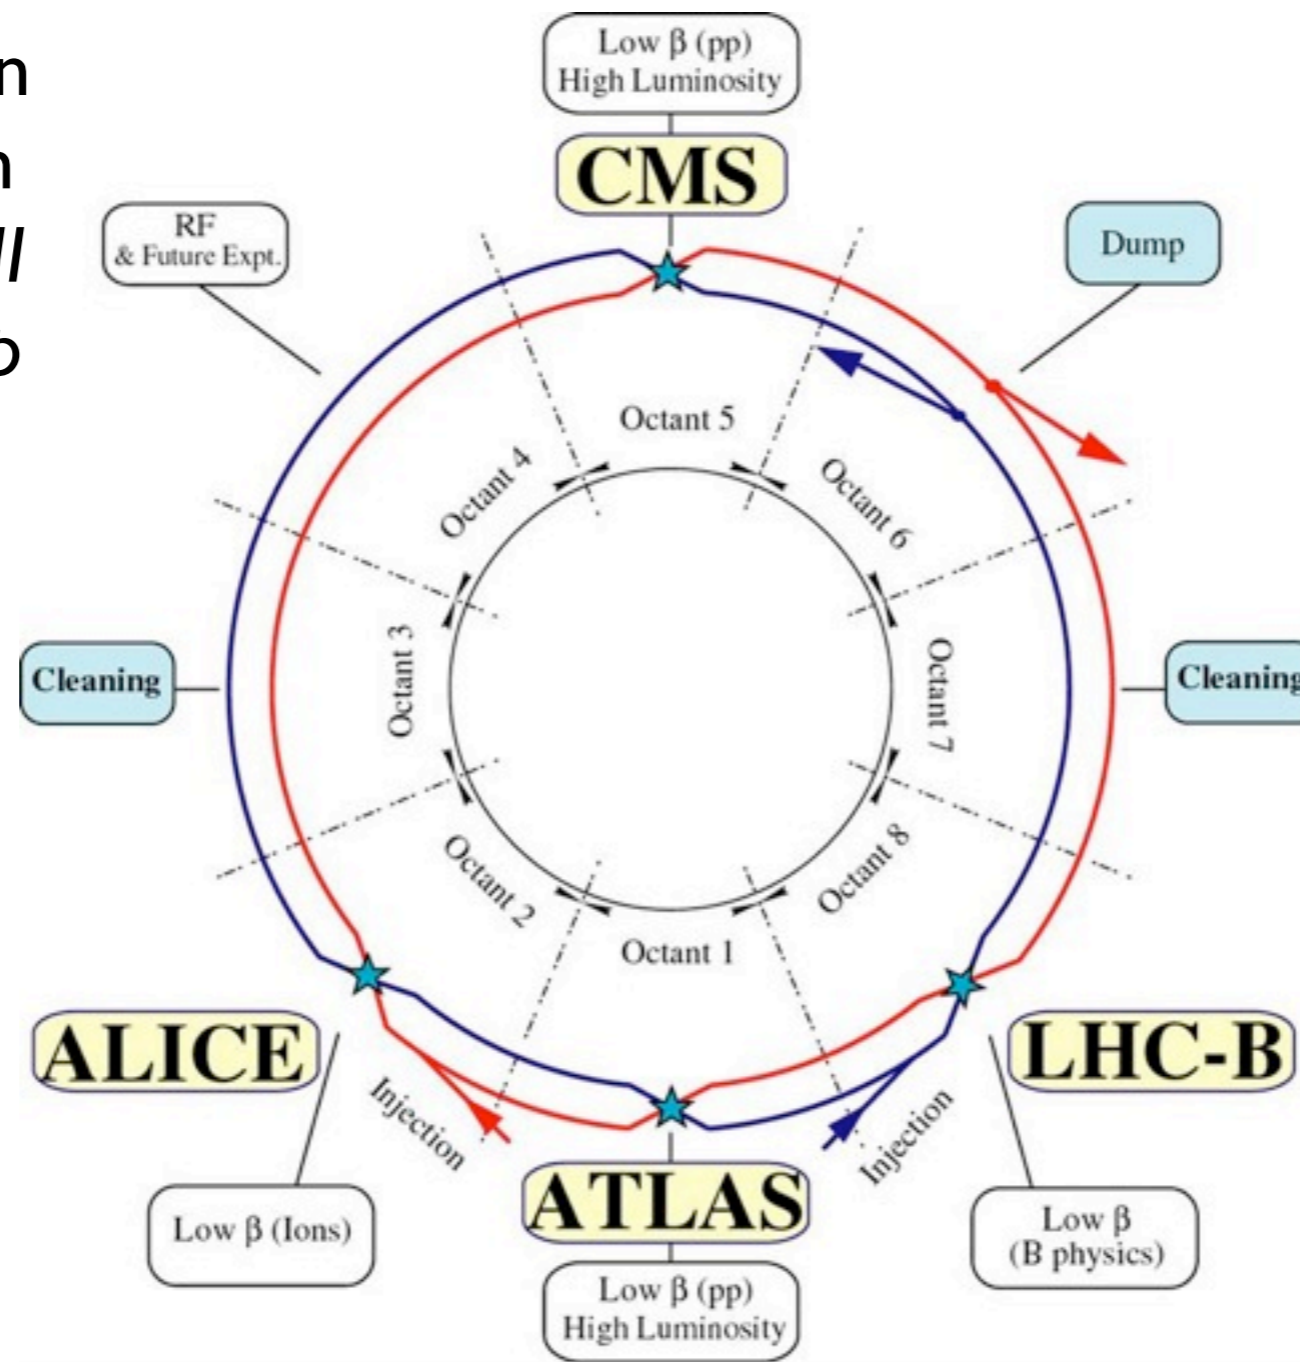 n
n
ll
o
Low β (pp)
High Luminosity
CMS
RF
& Future Expt.
Dump
Octant 5
Octant 4
Octant 6
Cleaning
Octant 3
Octant 7
Cleaning
Octant 2
Octant 8
Octant 1
ALICE
LHC-B
Injection
Injection
ATLAS
Low β (Ions)
Low β
(B physics)
Low β (pp)
High Luminosity